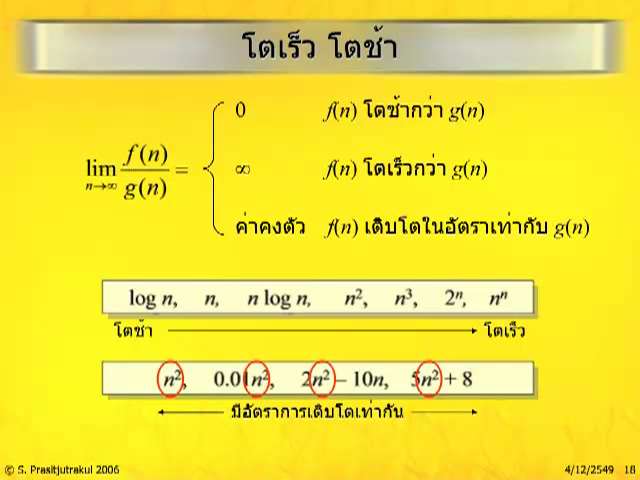 โตเร็ว โตช้า
0 f(n) โตช้ากว่า g(n)
lim n→∞ f(n)/g(n) = ∞ f(n) โตเร็วกว่า g(n)
ค่าคงตัว f(n) เติบโตในอัตราเท่ากับ g(n)
log n, n, n log n, n², n³, 2ⁿ, nⁿ
โตช้า โตเร็ว
n², 0.01n², 2n² – 10n, 5n² + 8
มีอัตราการเติบโตเท่ากัน
© S. Prasitjutrakul 2006 4/12/2549 18